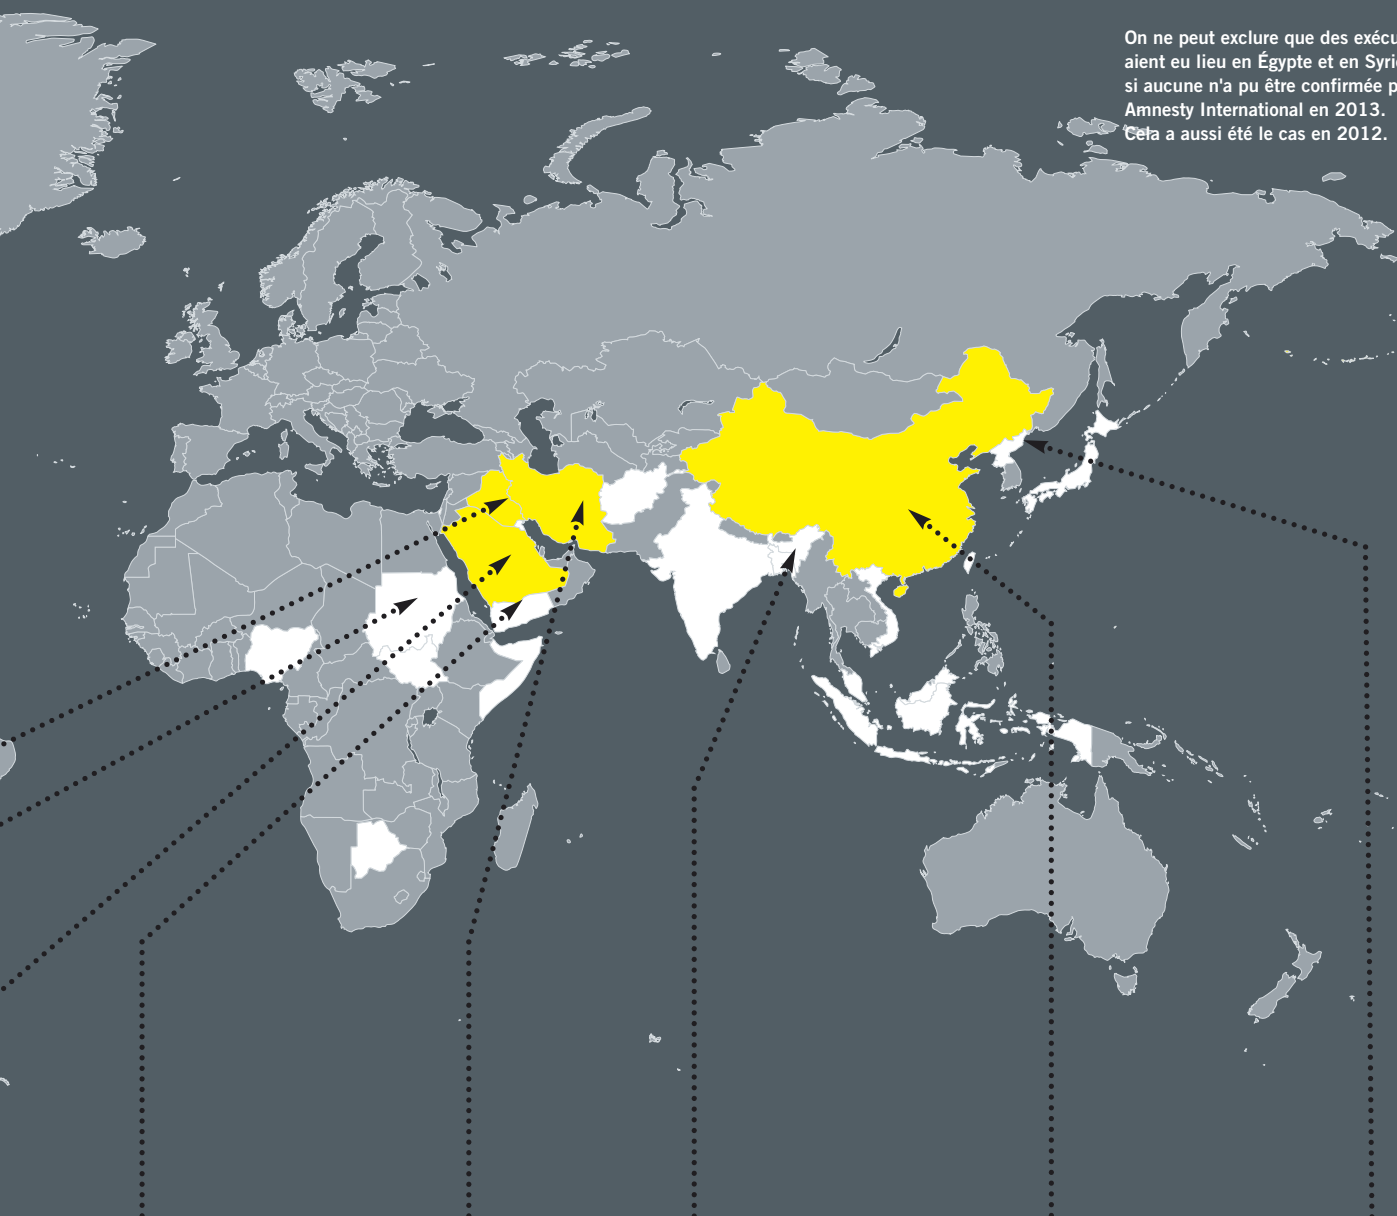 On ne peut exclure que des exécu
aient eu lieu en Égypte et en Syri
si aucune n'a pu être confirmée p
Amnesty International en 2013.
Cela a aussi été le cas en 2012.